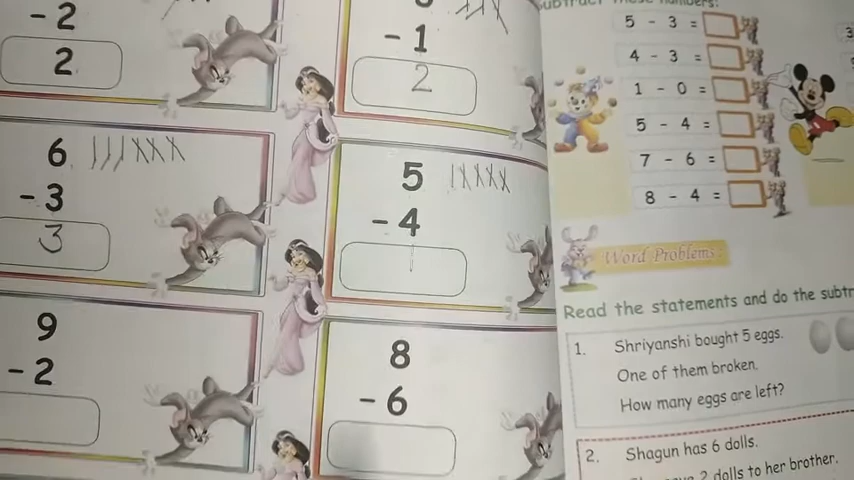 - 2
2
- 1
2
6
- 3
3
5
- 4
1
9
- 2
8
- 6
5 - 3 =
4 - 3 =
1 - 0 =
5 - 4 =
7 - 6 =
8 - 4 =
3
Word Problems
Read the statements and do the
1. Shriyanshi bought 5 eggs.
One of them broken.
How many eggs are left?
2. Shagun has 6 dolls.
2 dolls to her brother.